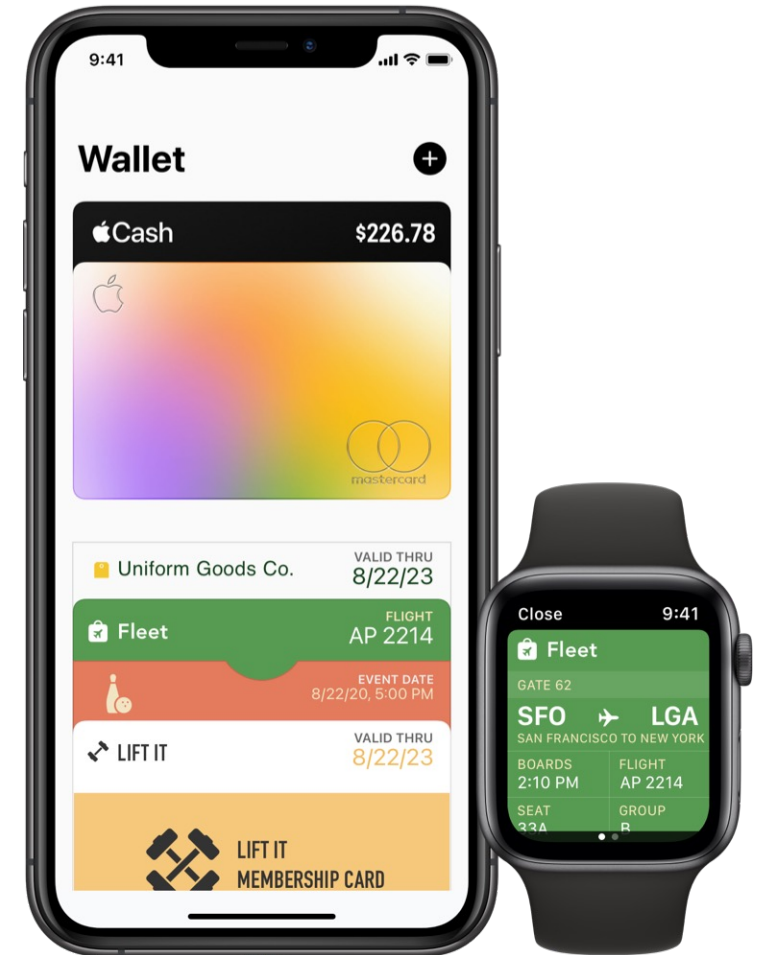 9:41
Wallet
Cash
$226.78
mastercard
Uniform Goods Co.
VALID THRU
8/22/23
Fleet
FLIGHT
AP 2214
EVENT DATE
8/22/20, 5:00 PM
LIFT IT
VALID THRU
8/22/23
LIFT IT
MEMBERSHIP CARD
Close 9:41
Fleet
GATE 62
SFO LGA
SAN FRANCISCO TO NEW YORK
BOARDS FLIGHT
2:10 PM AP 2214
SEAT GROUP
33A B